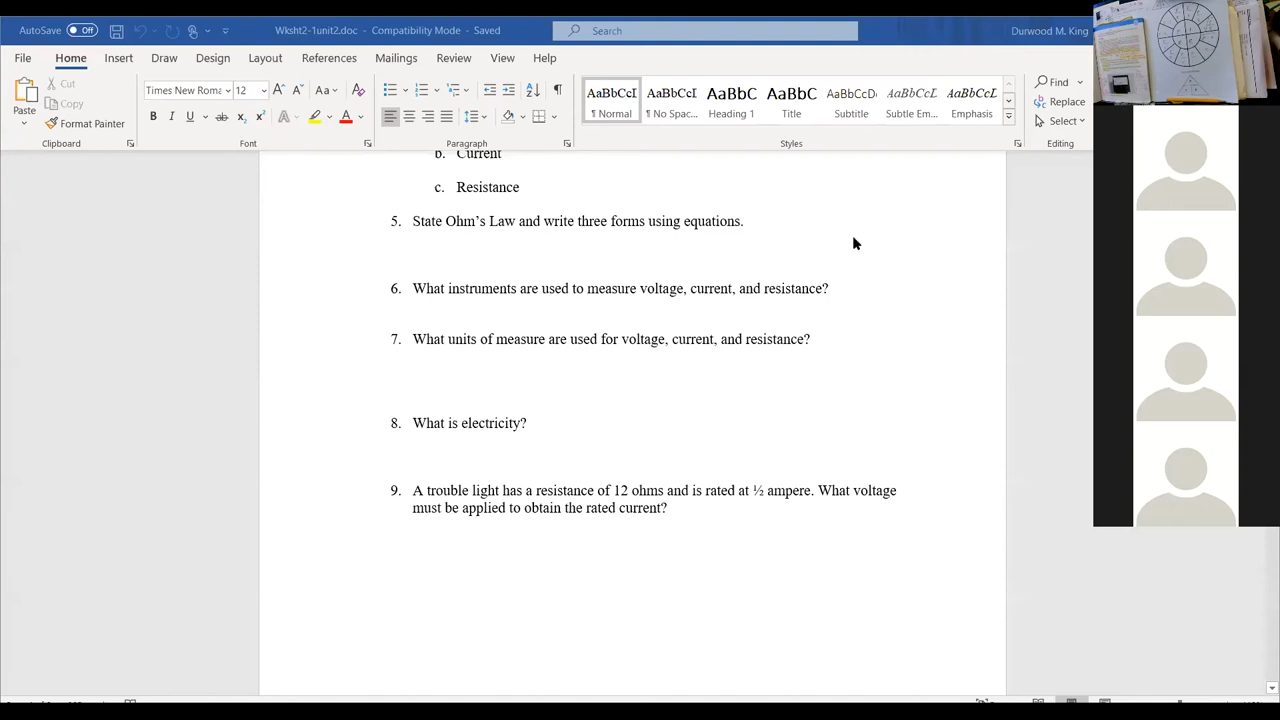 AutoSave Off Wksht2-1unit2.doc - Compatibility Mode - Saved Search Durwood M. King
File Home Insert Draw Design Layout References Mailings Review View Help
Paste Cut Copy Format Painter
Times New Roma 12
AaBbCcI AaBbCcI AaBbC AaBbC AaBbCcD AaBbCcL AaBbCcL
¶ Normal ¶ No Spac... Heading 1 Title Subtitle Subtle Em... Emphasis
Find Replace Select
Clipboard Font Paragraph Styles Editing
b. Current
c. Resistance
5. State Ohm’s Law and write three forms using equations.
6. What instruments are used to measure voltage, current, and resistance?
7. What units of measure are used for voltage, current, and resistance?
8. What is electricity?
9. A trouble light has a resistance of 12 ohms and is rated at ½ ampere. What voltage
must be applied to obtain the rated current?